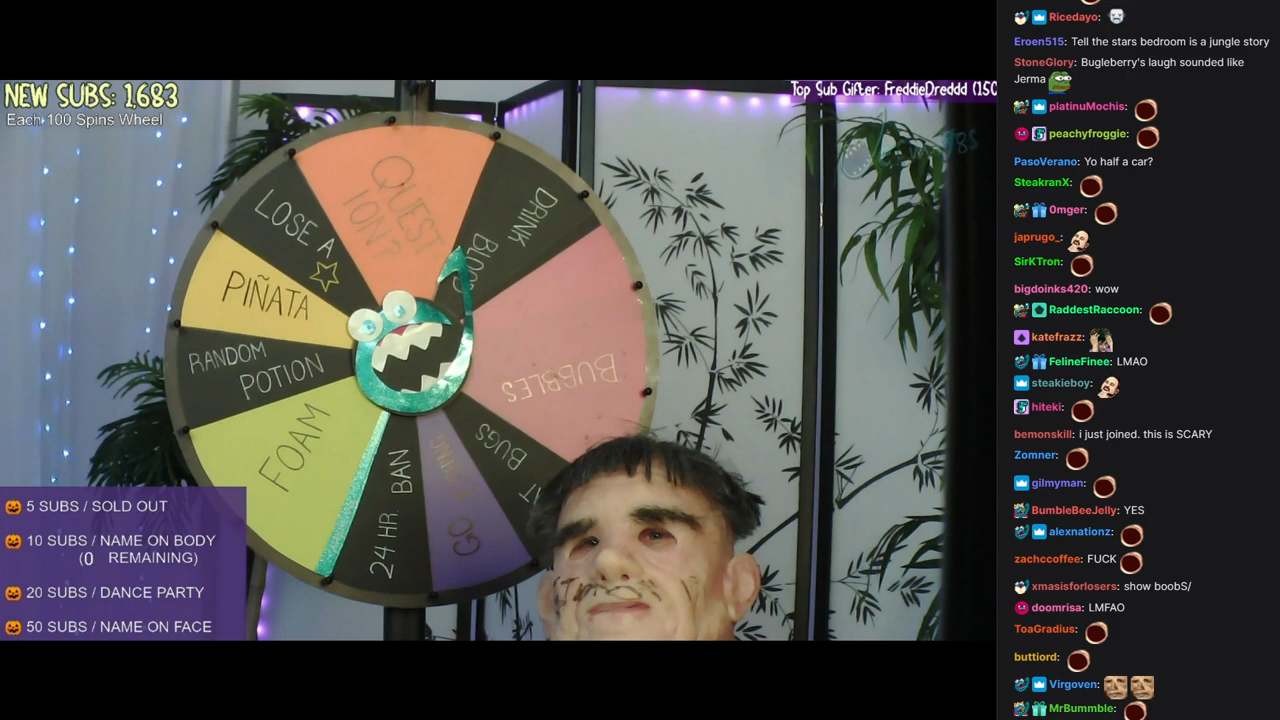 NEW SUBS: 1,683
Each 100 Spins Wheel
Top Sub Gifter: FreddieDreddd (150
QUEST
ION?
DRINK
BLOOD
LOSE A
PIÑATA
RANDOM
POTION
FOAM
24 HR. BAN
BUGS
BUBBLES
GO
5 SUBS / SOLD OUT
10 SUBS / NAME ON BODY
(0 REMAINING)
20 SUBS / DANCE PARTY
50 SUBS / NAME ON FACE
Ricedayo:
Eroen515: Tell the stars bedroom is a jungle story
StoneGlory: Bugleberry's laugh sounded like
Jerma
platinuMochis:
peachyfroggie:
PasoVerano: Yo half a car?
SteakranX:
0mger:
japrugo_:
SirKTron:
bigdoinks420: wow
RaddestRaccoon:
katefrazz:
FelineFinee: LMAO
steakieboy:
hiteki:
bemonskill: i just joined. this is SCARY
Zomner:
gilmyman:
BumbleBeeJelly: YES
alexnationz:
zachccoffee: FUCK
xmasisforlosers: show boobS/
doomrisa: LMFAO
ToaGradius:
buttiord:
Virgoven:
MrBummble: